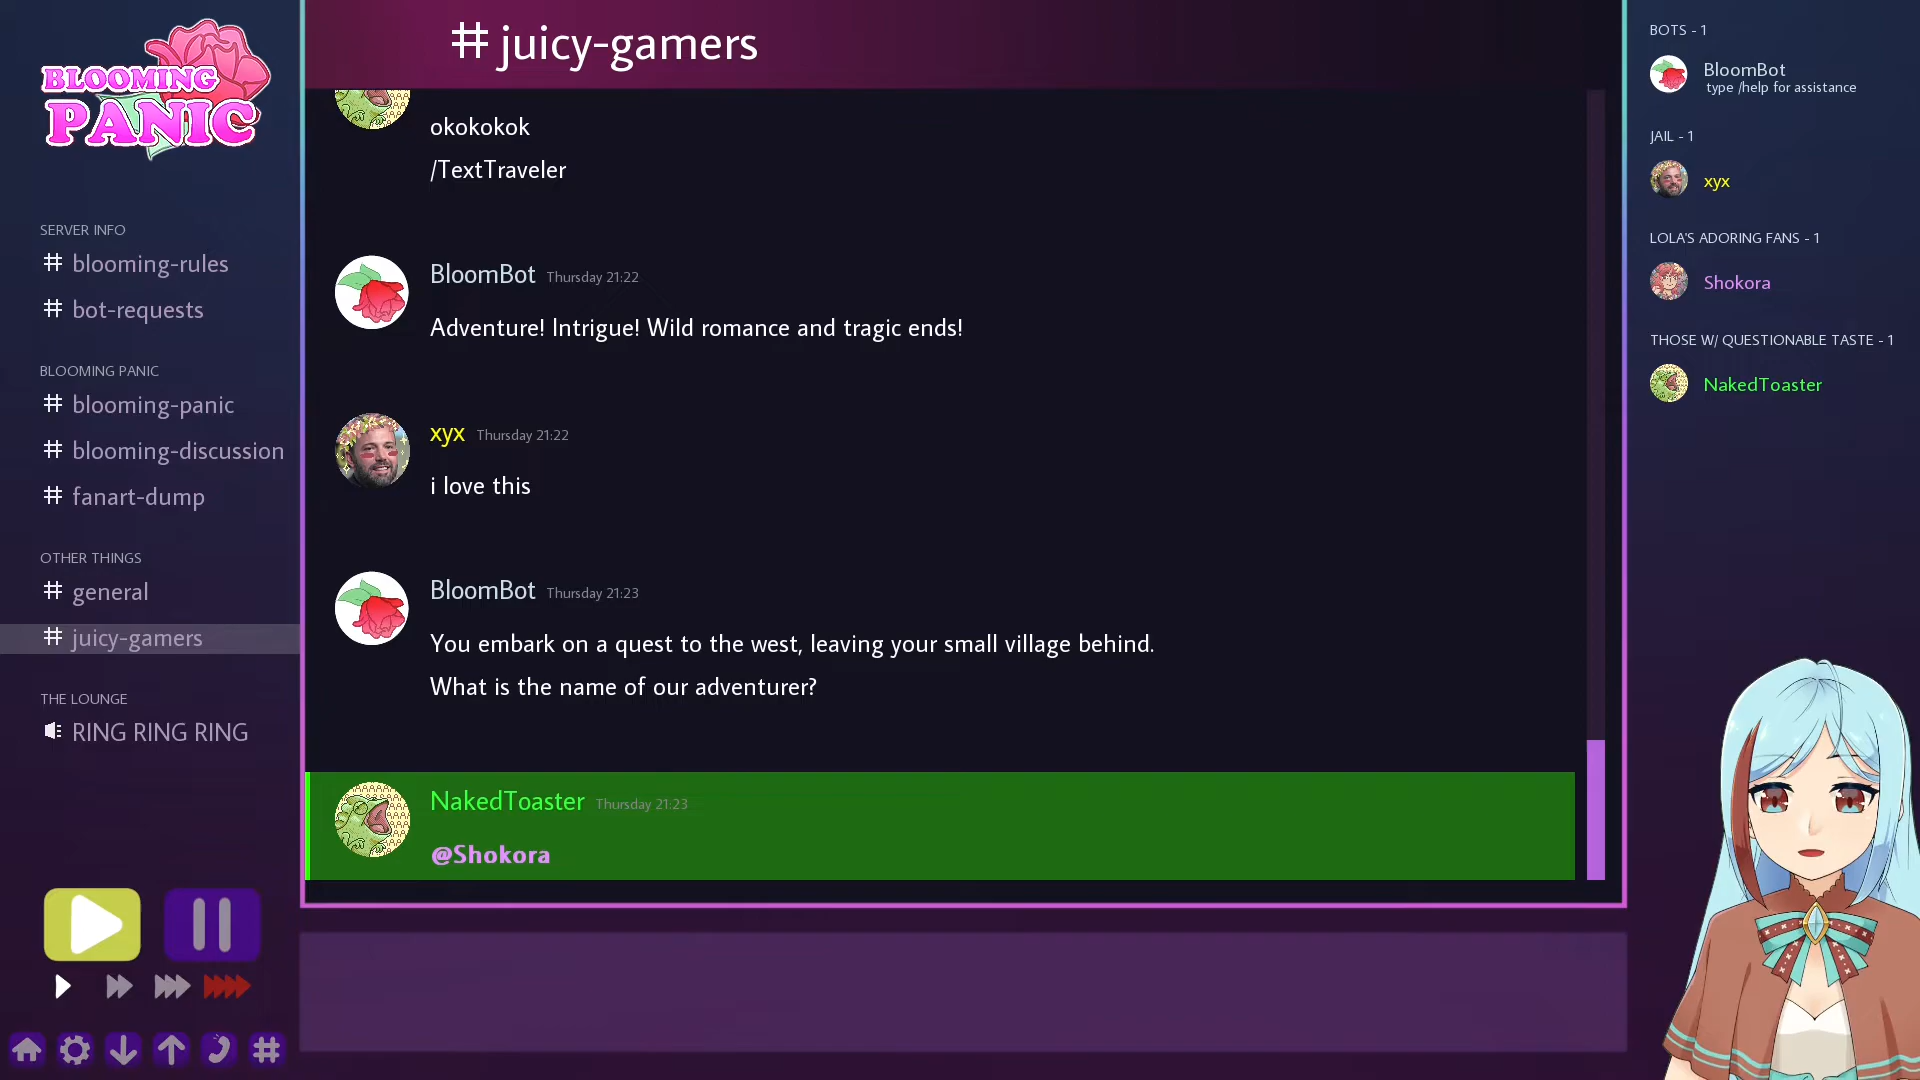 BLOOMING
PANIC
SERVER INFO
# blooming-rules
# bot-requests
BLOOMING PANIC
# blooming-panic
# blooming-discussion
# fanart-dump
OTHER THINGS
# general
# juicy-gamers
THE LOUNGE
RING RING RING
# juicy-gamers
okokokok
/TextTraveler
BloomBot Thursday 21:22
Adventure! Intrigue! Wild romance and tragic ends!
xyx Thursday 21:22
i love this
BloomBot Thursday 21:23
You embark on a quest to the west, leaving your small village behind.
What is the name of our adventurer?
NakedToaster Thursday 21:23
@Shokora
BOTS - 1
BloomBot
type /help for assistance
JAIL - 1
xyx
LOLA'S ADORING FANS - 1
Shokora
THOSE W/ QUESTIONABLE TASTE - 1
NakedToaster